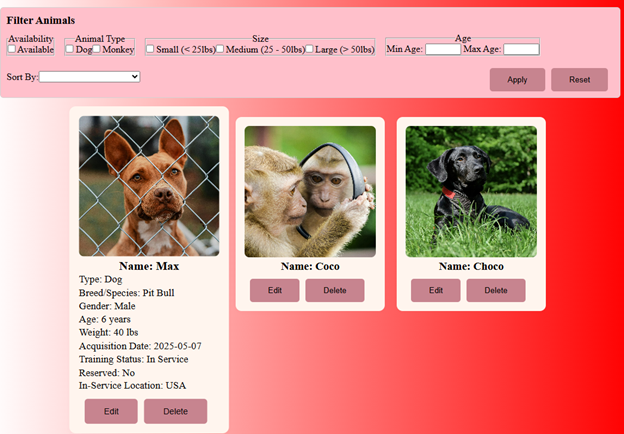 Filter Animals
Availability Animal Type Size Age
Available Dog Monkey Small (< 25lbs) Medium (25 - 50lbs) Large (> 50lbs) Min Age: Max Age:
Sort By: Apply Reset
Name: Max
Type: Dog
Breed/Species: Pit Bull
Gender: Male
Age: 6 years
Weight: 40 lbs
Acquisition Date: 2025-05-07
Training Status: In Service
Reserved: No
In-Service Location: USA
Edit Delete
Name: Coco
Edit Delete
Name: Choco
Edit Delete